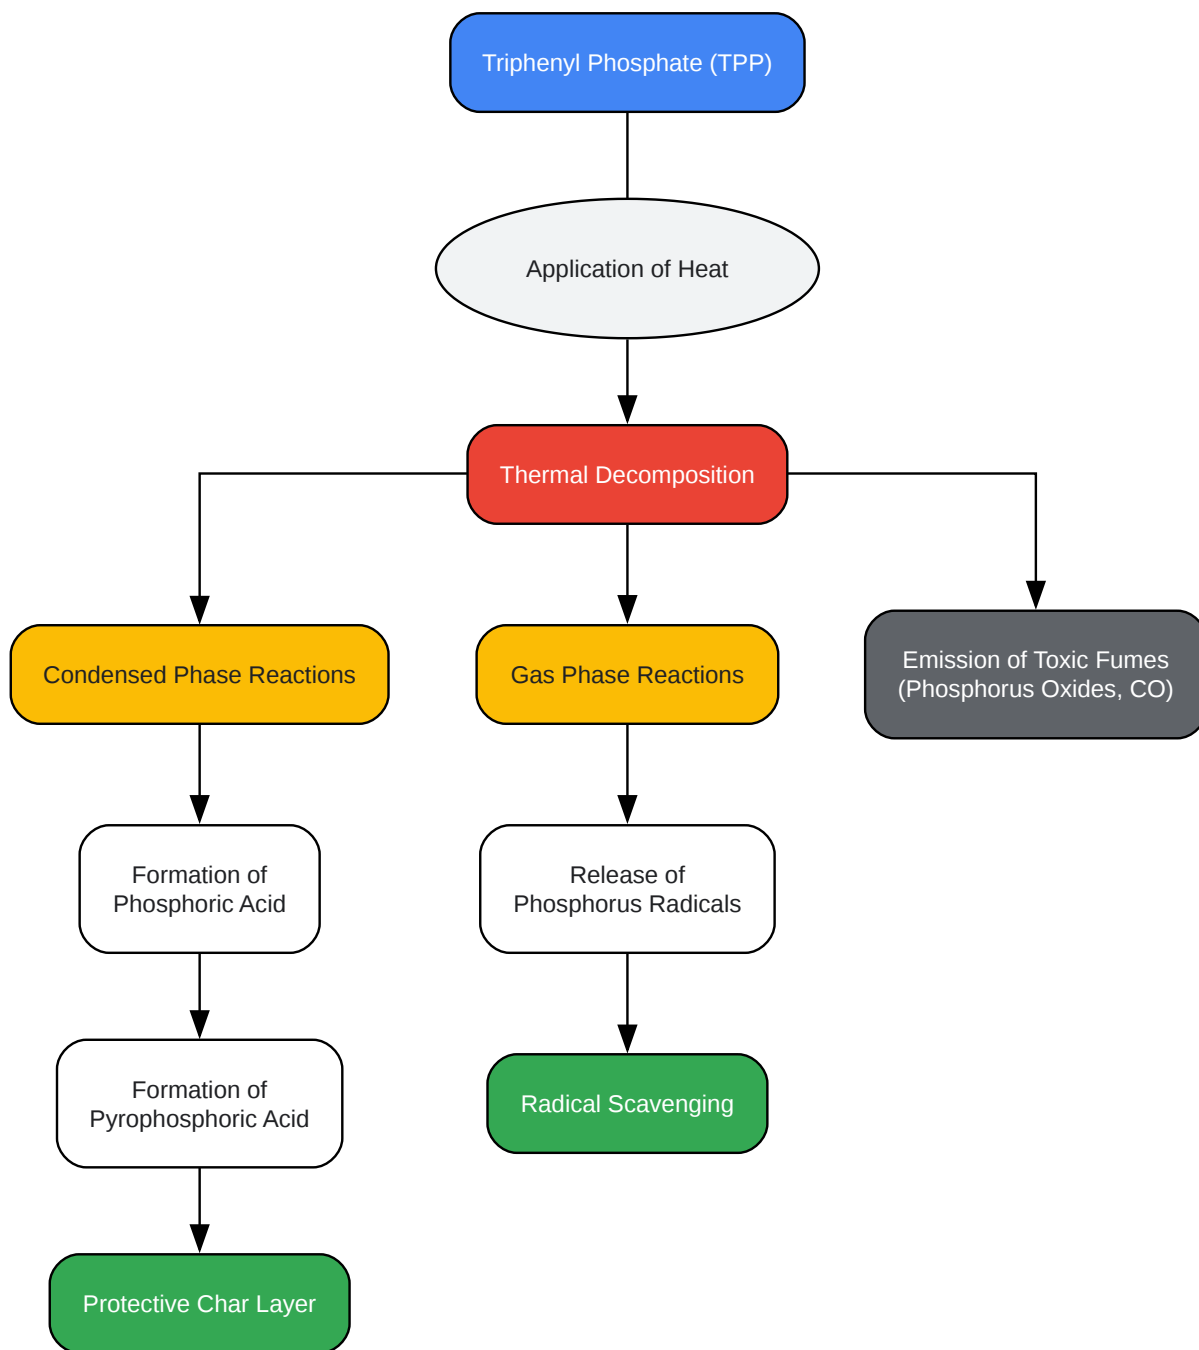 Triphenyl Phosphate (TPP)
Application of Heat
Thermal Decomposition
Condensed Phase Reactions
Gas Phase Reactions
Emission of Toxic Fumes
(Phosphorus Oxides, CO)
Formation of
Phosphoric Acid
Release of
Phosphorus Radicals
Formation of
Pyrophosphoric Acid
Radical Scavenging
Protective Char Layer